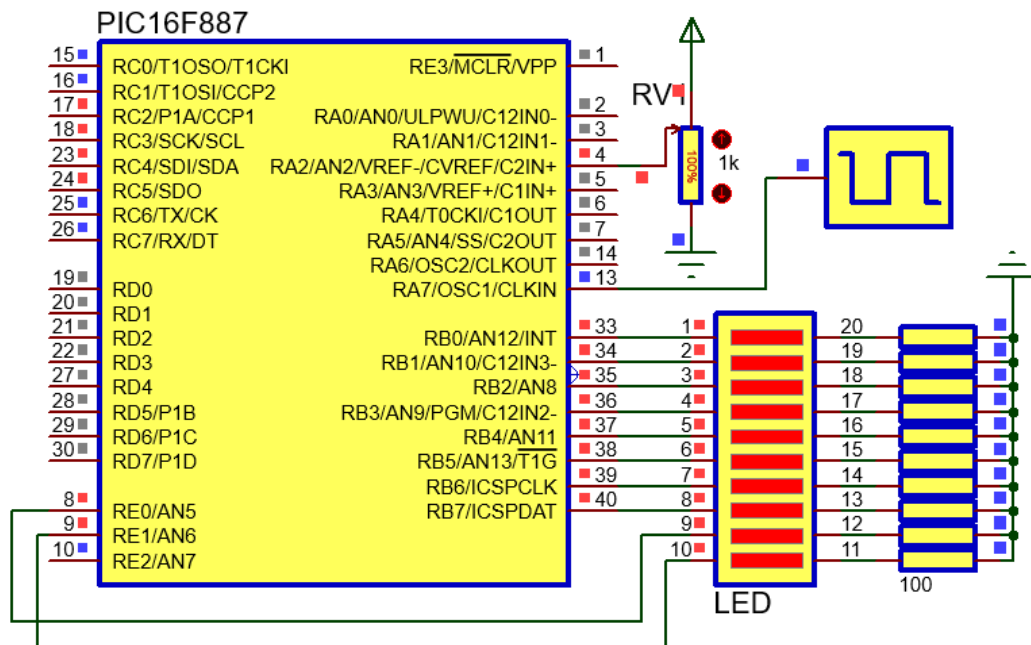 PIC16F887
15 RC0/T1OSO/T1CKI RE3/MCLR/VPP 1
16 RC1/T1OSI/CCP2
17 RC2/P1A/CCP1 RA0/AN0/ULPWU/C12IN0- 2
18 RC3/SCK/SCL RA1/AN1/C12IN1- 3
23 RC4/SDI/SDA RA2/AN2/VREF-/CVREF/C2IN+ 4
24 RC5/SDO RA3/AN3/VREF+/C1IN+ 5
25 RC6/TX/CK RA4/T0CKI/C1OUT 6
26 RC7/RX/DT RA5/AN4/SS/C2OUT 7
RA6/OSC2/CLKOUT 14
19 RD0 RA7/OSC1/CLKIN 13
20 RD1
21 RD2 RB0/AN12/INT 33
22 RD3 RB1/AN10/C12IN3- 34
27 RD4 RB2/AN8 35
28 RD5/P1B RB3/AN9/PGM/C12IN2- 36
29 RD6/P1C RB4/AN11 37
30 RD7/P1D RB5/AN13/T1G 38
RB6/ICSPCLK 39
8 RE0/AN5 RB7/ICSPDAT 40
9 RE1/AN6
10 RE2/AN7
RV1
100%
1k
1 20
2 19
3 18
4 17
5 16
6 15
7 14
8 13
9 12
10 11
LED
100